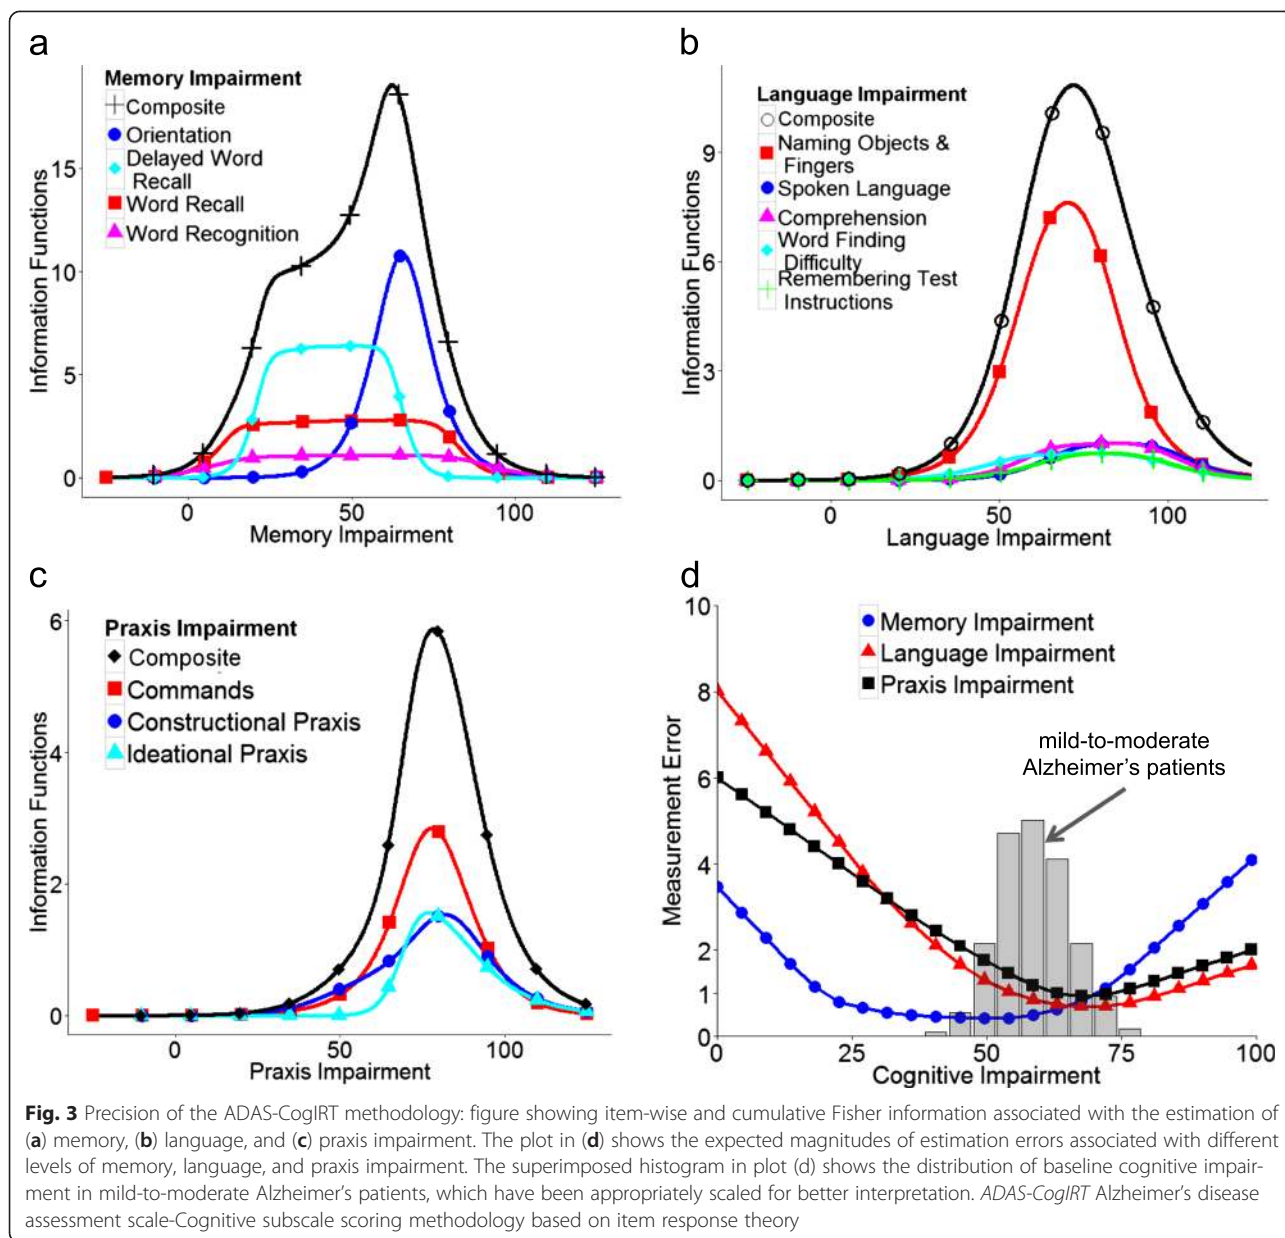 a
Memory Impairment
Composite
Orientation
Delayed Word
Recall
Word Recall
Word Recognition
Information Functions
15
10
5
0
0 50 100
Memory Impairment
b
Language Impairment
Composite
Naming Objects &
Fingers
Spoken Language
Comprehension
Word Finding
Difficulty
Remembering Test
Instructions
Information Functions
9
6
3
0
0 50 100
Language Impairment
c
Praxis Impairment
Composite
Commands
Constructional Praxis
Ideational Praxis
Information Functions
6
4
2
0
0 50 100
Praxis Impairment
d
Memory Impairment
Language Impairment
Praxis Impairment
mild-to-moderate
Alzheimer's patients
Measurement Error
10
8
6
4
2
1
0
0 25 50 75 100
Cognitive Impairment
Fig. 3 Precision of the ADAS-CogIRT methodology: figure showing item-wise and cumulative Fisher information associated with the estimation of
(a) memory, (b) language, and (c) praxis impairment. The plot in (d) shows the expected magnitudes of estimation errors associated with different
levels of memory, language, and praxis impairment. The superimposed histogram in plot (d) shows the distribution of baseline cognitive impair-
ment in mild-to-moderate Alzheimer's patients, which have been appropriately scaled for better interpretation. ADAS-CogIRT Alzheimer's disease
assessment scale-Cognitive subscale scoring methodology based on item response theory